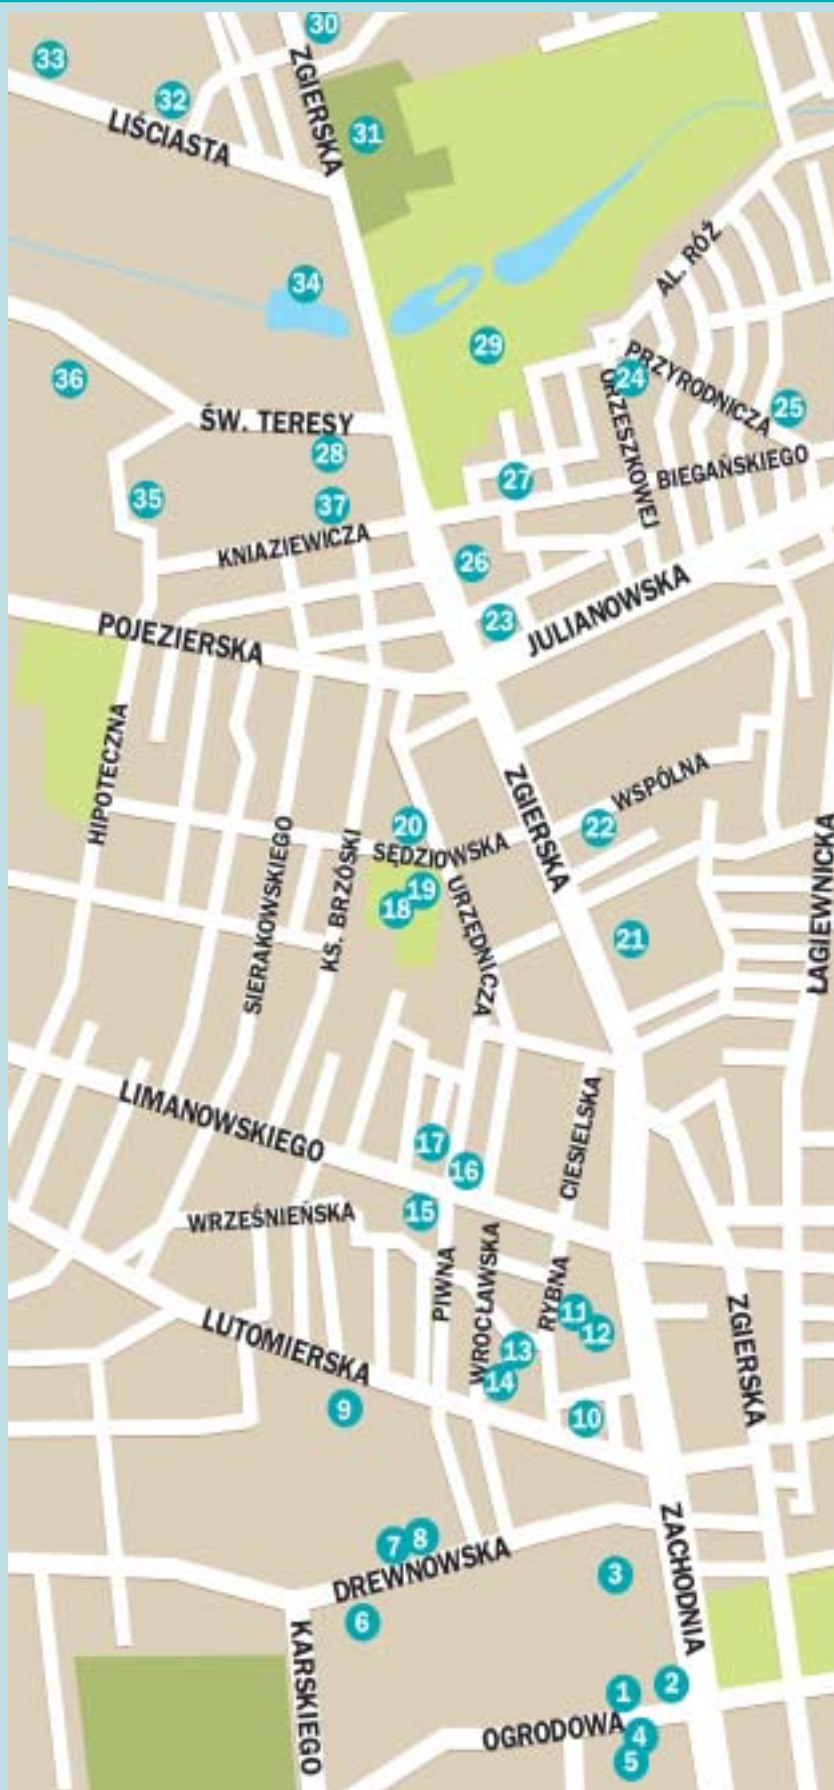 30
33
ZGIERSKA
32
LIŚCIASTA
31
AL. RÓŻ
34
29
PRZYRODNICZA
24
36
ORZESZKOWEJ
25
ŚW. TERESY
28
BIEGAŃSKIEGO
27
35
37
KNIAZIEWICZA
26
JULIANOWSKA
23
POJEZIERSKA
HIPOTECZNA
ZGIERSKA
WSPÓLNA
20
22
SĘDZIOWSKA
ŁAGIEWNICKA
SIERAKOWSKIEGO
KS. BRZÓSKI
19
18
URZĘDNICZA
21
LIMANOWSKIEGO
CIESIELSKA
17
16
15
WRZEŚNIEŃSKA
PIWNA
WROCŁAWSKA
RYBNA
11
12
ZGIERSKA
LUTOMIERSKA
13
14
9
10
ZACHODNIA
7
8
DREWNOWSKA
3
6
KARSKIEGO
2
1
OGRODOWA
4
5